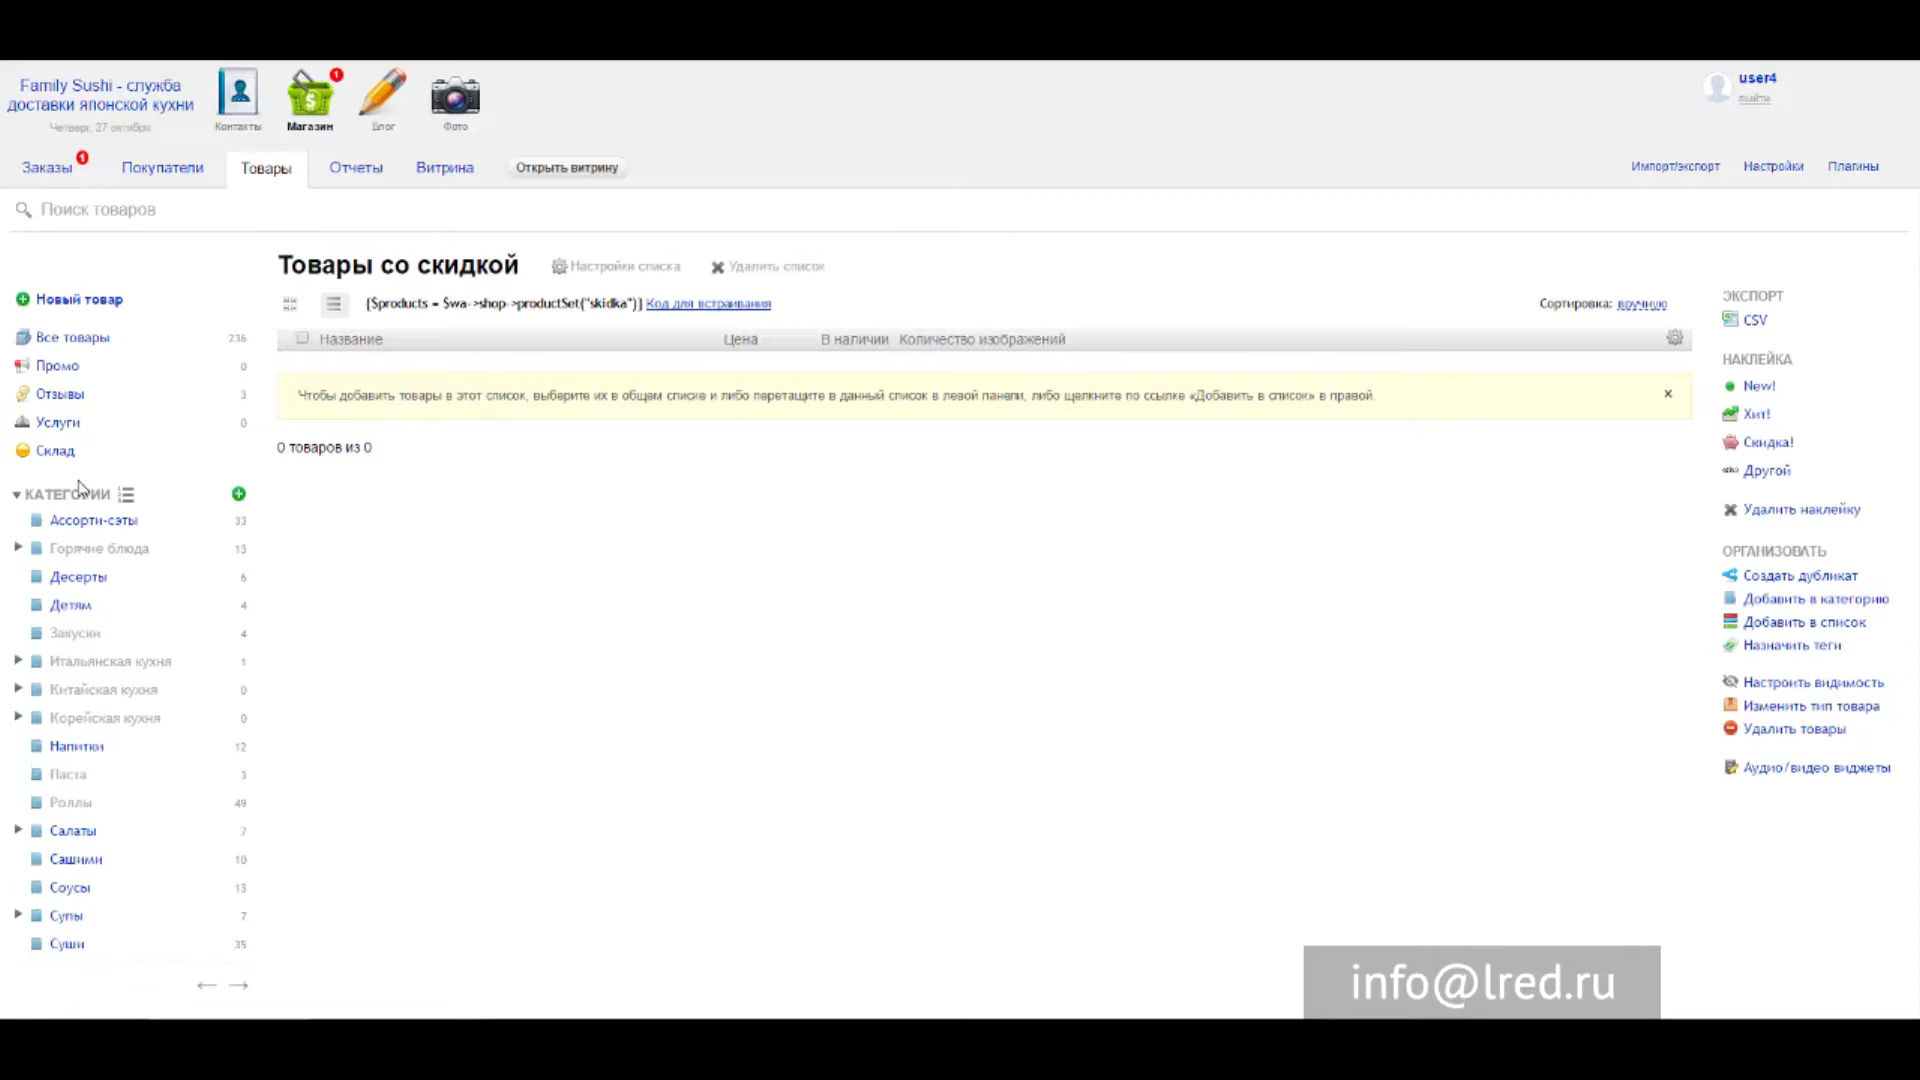 Family Sushi - служба
доставки японской кухни
Четверг, 27 октября
Контакты
1
Магазин
Блог
Фото
user4
выйти
Заказы 1
Покупатели
Товары
Отчеты
Витрина
Открыть витрину
Импорт/экспорт
Настройки
Плагины
Поиск товаров
Товары со скидкой
Настройки списка
Удалить список
Новый товар
{$products = $wa->shop->productSet("skidka")} Код для встраивания
Сортировка: вручную
Название
Цена
В наличии
Количество изображений
Чтобы добавить товары в этот список, выберите их в общем списке и либо перетащите в данный список в левой панели, либо щелкните по ссылке «Добавить в список» в правой.
0 товаров из 0
Все товары 236
Промо 0
Отзывы 3
Услуги 0
Склад
КАТЕГОРИИ
Ассорти-сэты 33
Горячие блюда 13
Десерты 6
Детям 4
Закуски 4
Итальянская кухня 1
Китайская кухня 0
Корейская кухня 0
Напитки 12
Паста 3
Роллы 49
Салаты 7
Сашими 10
Соусы 13
Супы 7
Суши 35
ЭКСПОРТ
CSV
НАКЛЕЙКА
New!
Хит!
Скидка!
Другой
Удалить наклейку
ОРГАНИЗОВАТЬ
Создать дубликат
Добавить в категорию
Добавить в список
Назначить теги
Настроить видимость
Изменить тип товара
Удалить товары
Аудио/видео виджеты
info@lred.ru